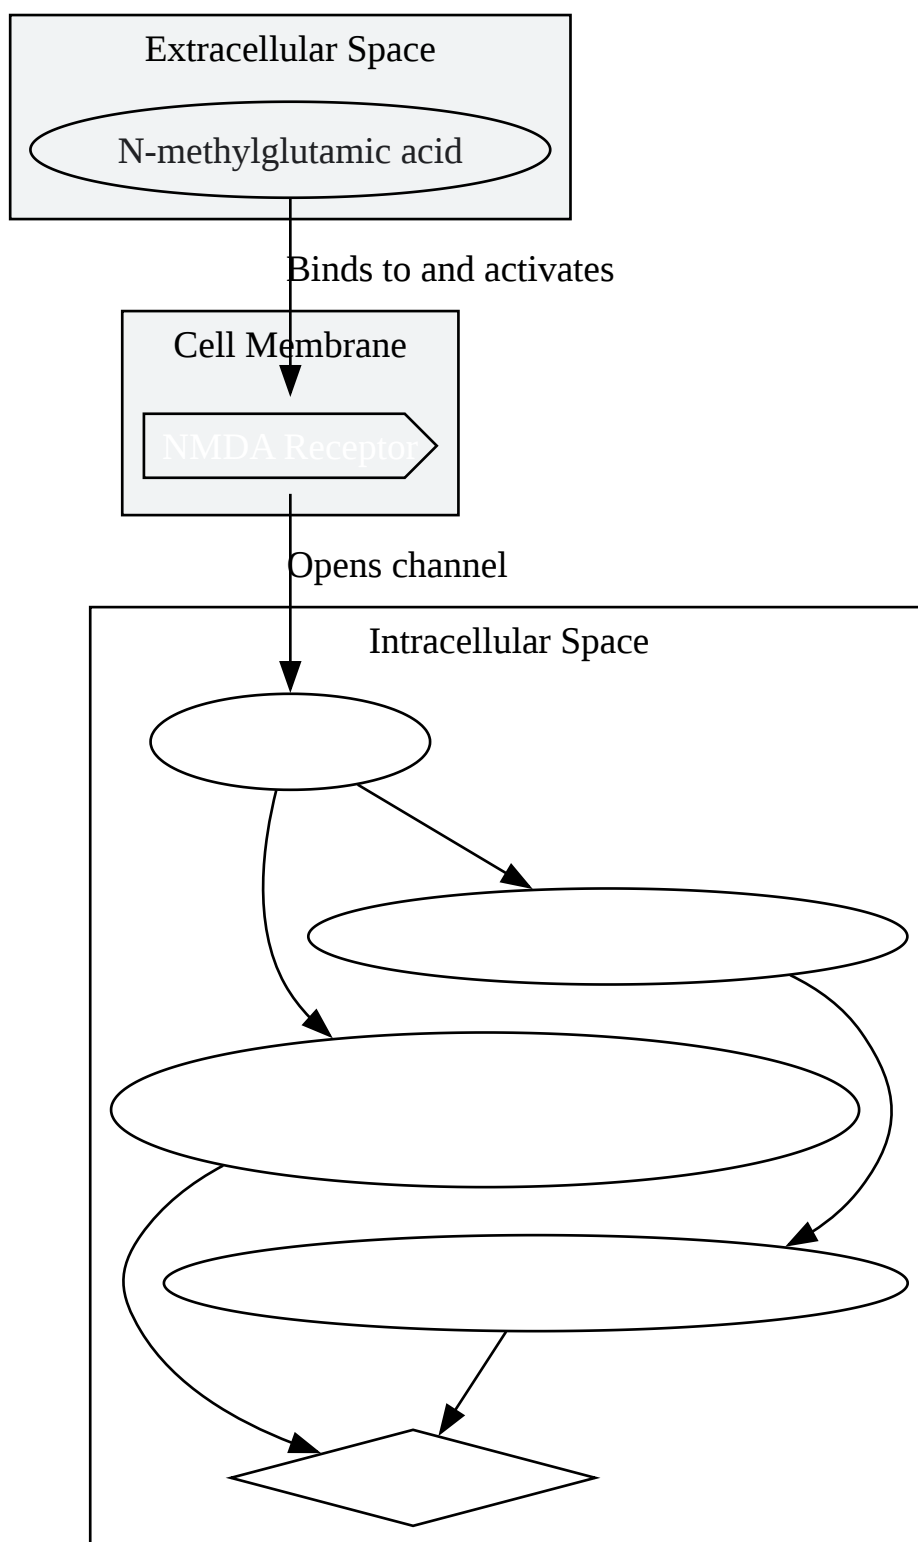 Extracellular Space
N-methylglutamic acid
Binds to and activates
Cell Membrane
NMDA Receptor
Opens channel
Intracellular Space